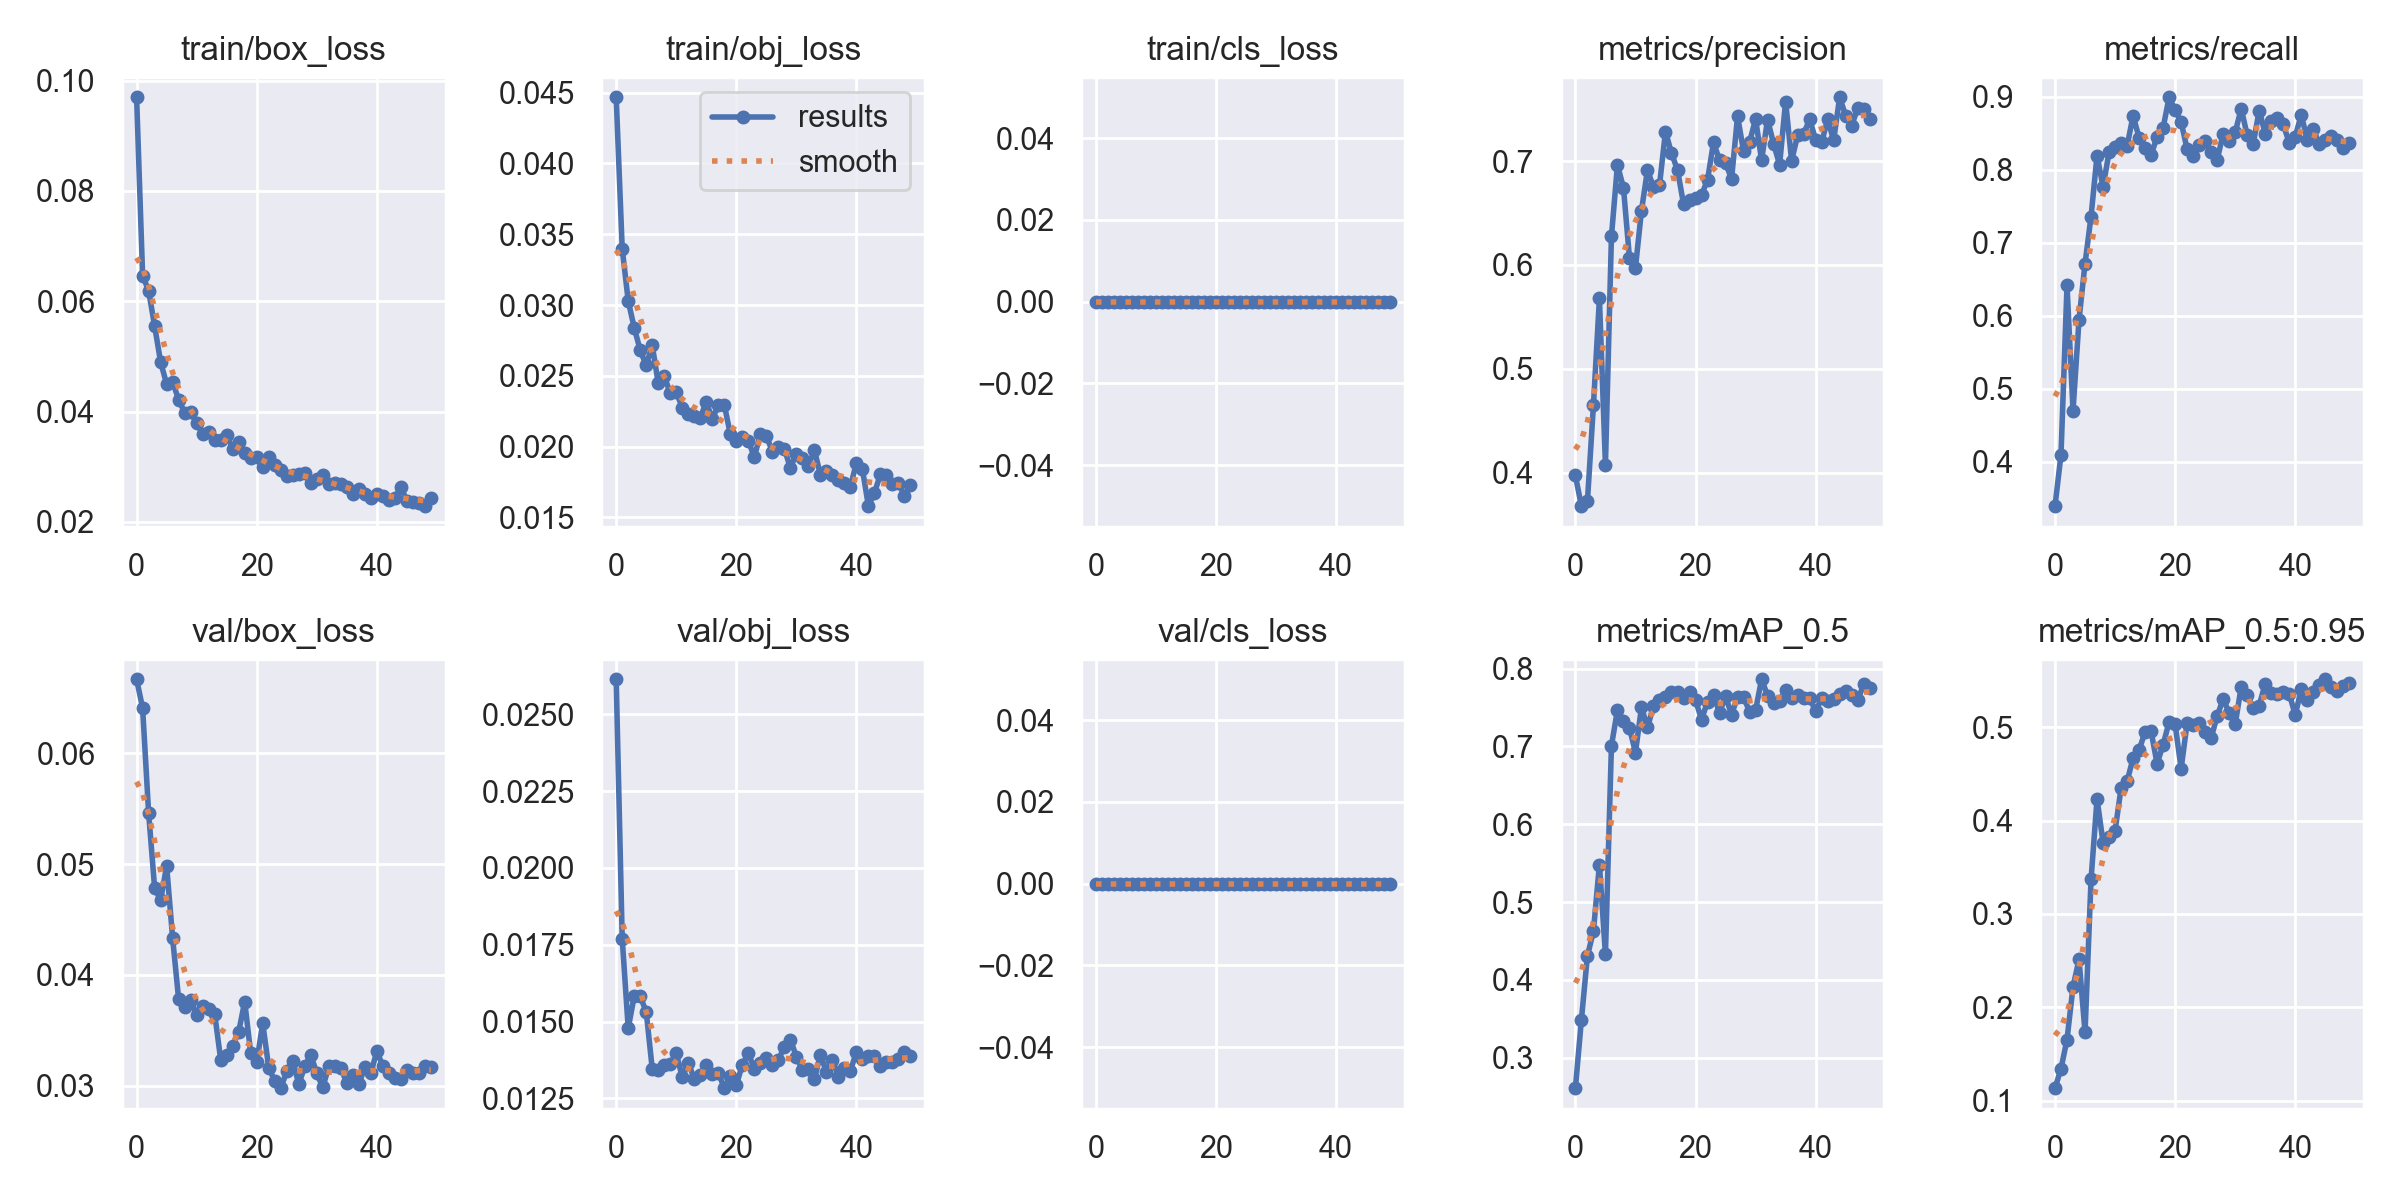 train/box_loss
0.10
0.08
0.06
0.04
0.02
0 20 40
train/obj_loss
results
smooth
0.045
0.040
0.035
0.030
0.025
0.020
0.015
0 20 40
train/cls_loss
0.04
0.02
0.00
−0.02
−0.04
0 20 40
metrics/precision
0.7
0.6
0.5
0.4
0 20 40
metrics/recall
0.9
0.8
0.7
0.6
0.5
0.4
0 20 40
val/box_loss
0.06
0.05
0.04
0.03
0 20 40
val/obj_loss
0.0250
0.0225
0.0200
0.0175
0.0150
0.0125
0 20 40
val/cls_loss
0.04
0.02
0.00
−0.02
−0.04
0 20 40
metrics/mAP_0.5
0.8
0.7
0.6
0.5
0.4
0.3
0 20 40
metrics/mAP_0.5:0.95
0.5
0.4
0.3
0.2
0.1
0 20 40